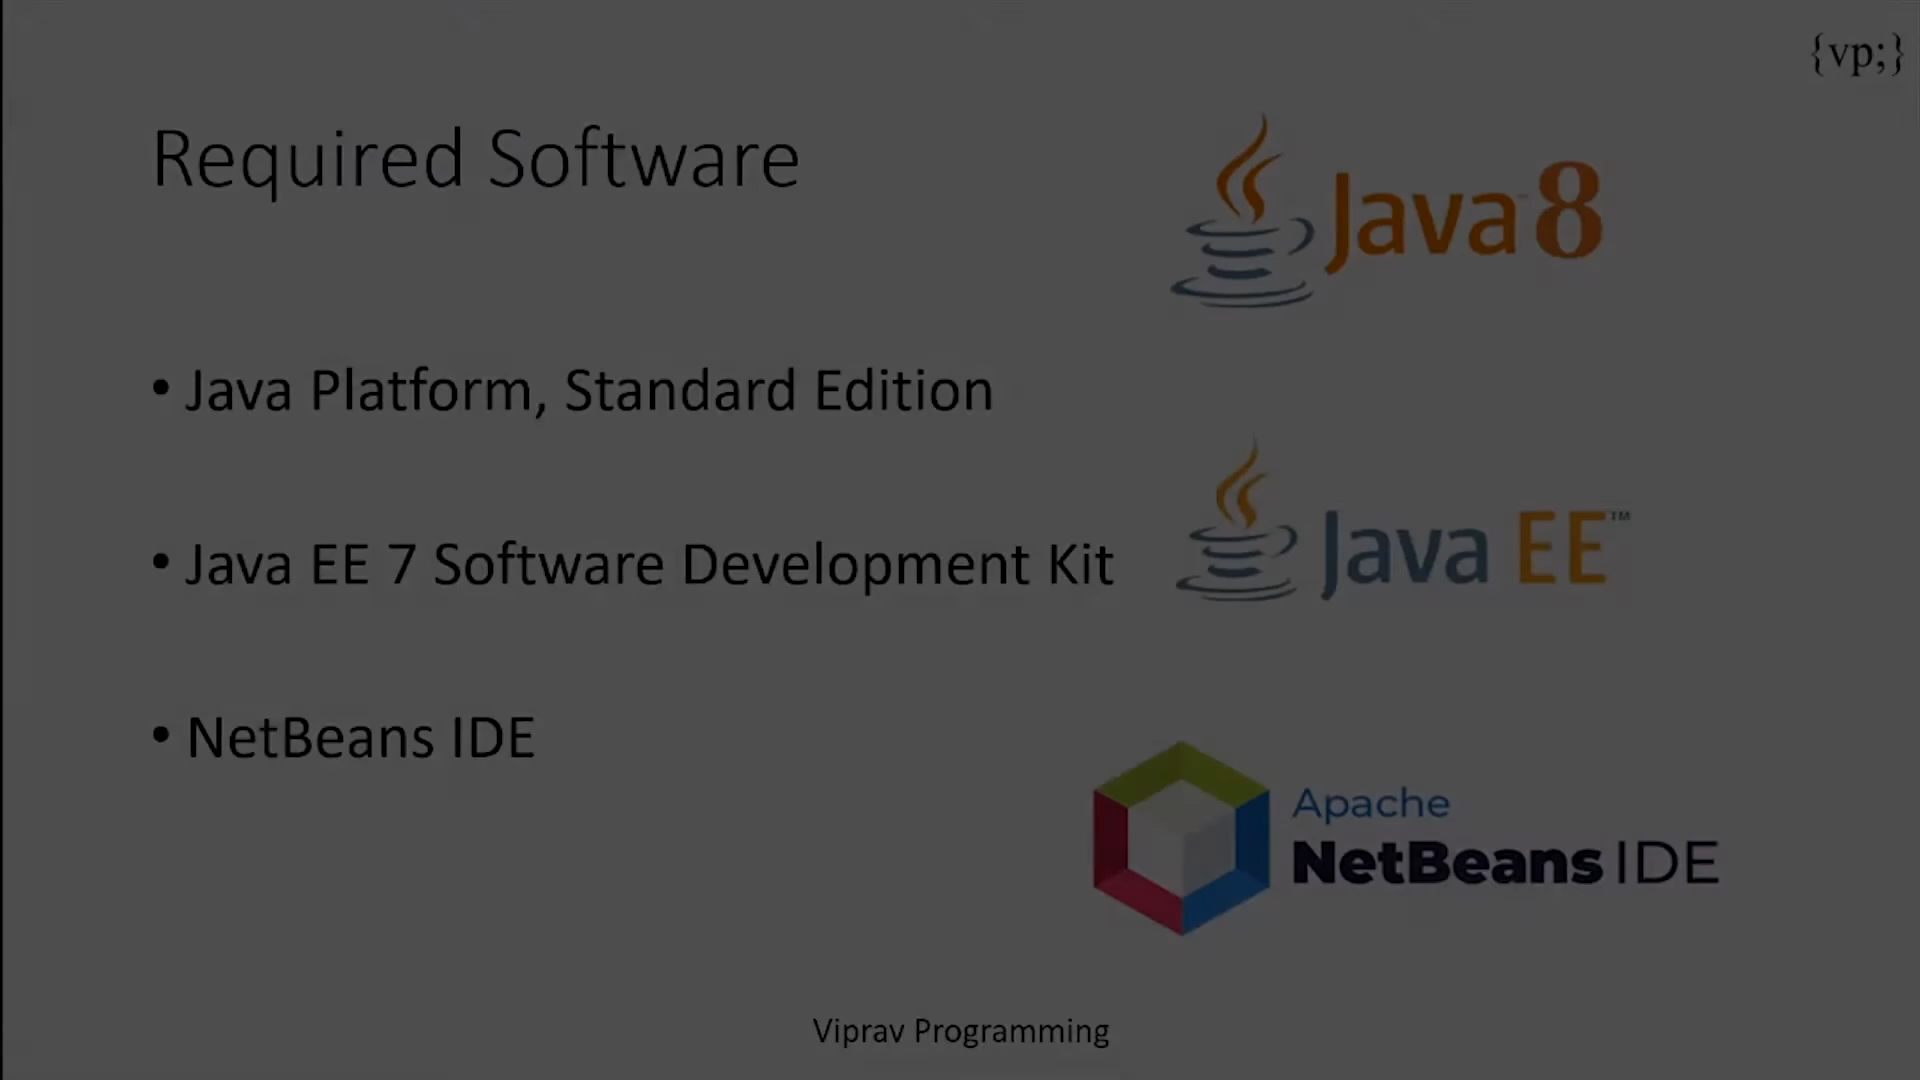 {vp;}
Required Software
Java™ 8
• Java Platform, Standard Edition
• Java EE 7 Software Development Kit
Java EE™
• NetBeans IDE
Apache
NetBeans IDE
Viprav Programming